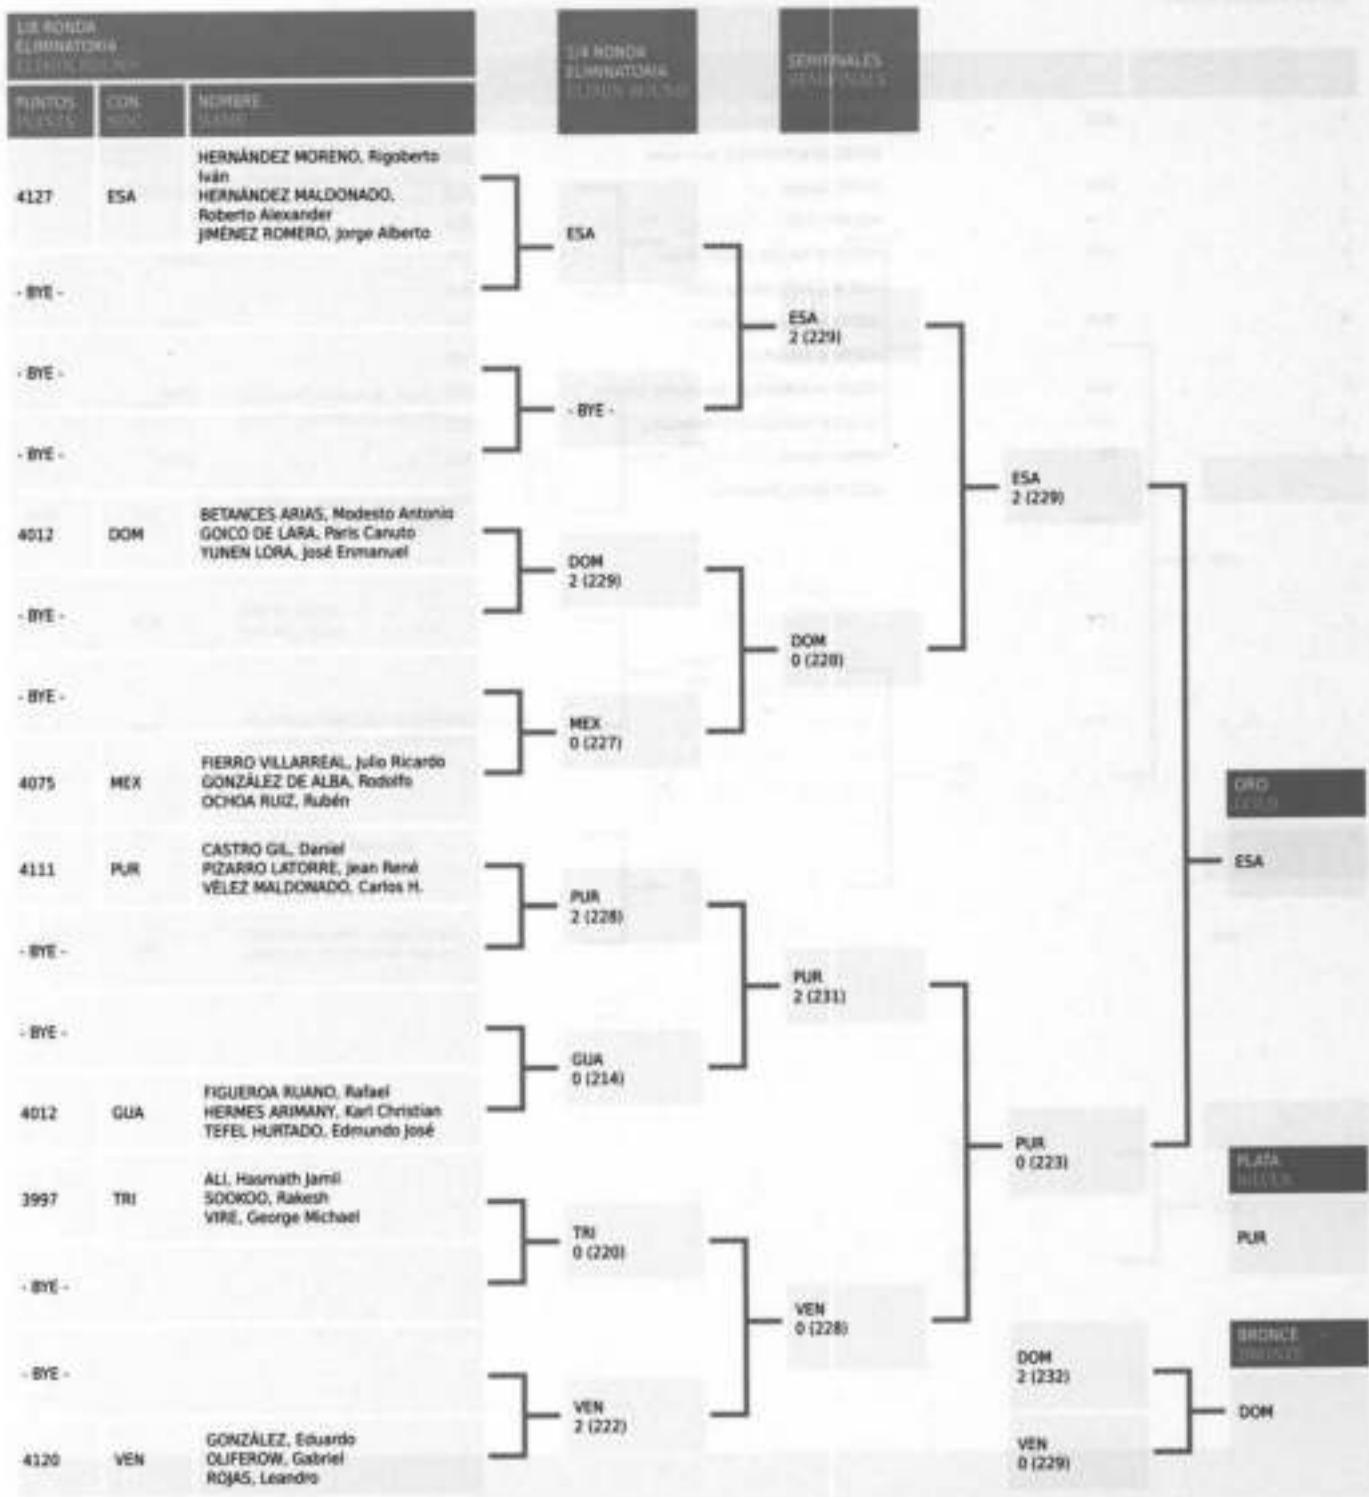 1/8 RONDA
ELIMINATORIA
1/4 RONDA
ELIMINATORIA
SEMIFINALES
SEMIFINALS
PUNTOS CON NOMBRE
NOC NAME
4127 ESA HERNÁNDEZ MORENO, Rigoberto
Iván
HERNÁNDEZ MALDONADO,
Roberto Alexander
JIMÉNEZ ROMERO, Jorge Alberto
- BYE -
- BYE -
- BYE -
4012 DOM BETANCES ARIAS, Modesto Antonio
GOICO DE LARA, Paris Canuto
YUNEN LORA, José Enmanuel
- BYE -
- BYE -
4075 MEX FIERRO VILLARREAL, Julio Ricardo
GONZÁLEZ DE ALBA, Rodolfo
OCHOA RUIZ, Rubén
4111 PUR CASTRO GIL, Daniel
PIZARRO LATORRE, Jean René
VÉLEZ MALDONADO, Carlos H.
- BYE -
- BYE -
4012 GUA FIGUEROA RUANO, Rafael
HERMES ARIMANY, Karl Christian
TEFEL HURTADO, Edmundo José
3997 TRI ALI, Hasmath Jamil
SOOKOO, Rakesh
VIRE, George Michael
- BYE -
- BYE -
4120 VEN GONZÁLEZ, Eduardo
OLIFEROW, Gabriel
ROJAS, Leandro
ESA
- BYE -
DOM
2 (229)
MEX
0 (227)
PUR
2 (228)
GUA
0 (214)
TRI
0 (220)
VEN
2 (222)
ESA
2 (229)
DOM
0 (220)
PUR
2 (231)
VEN
0 (228)
ESA
2 (229)
PUR
0 (223)
DOM
2 (232)
VEN
0 (229)
ORO
GOLD
ESA
PLATA
SILVER
PUR
BRONCE
BRONZE
DOM